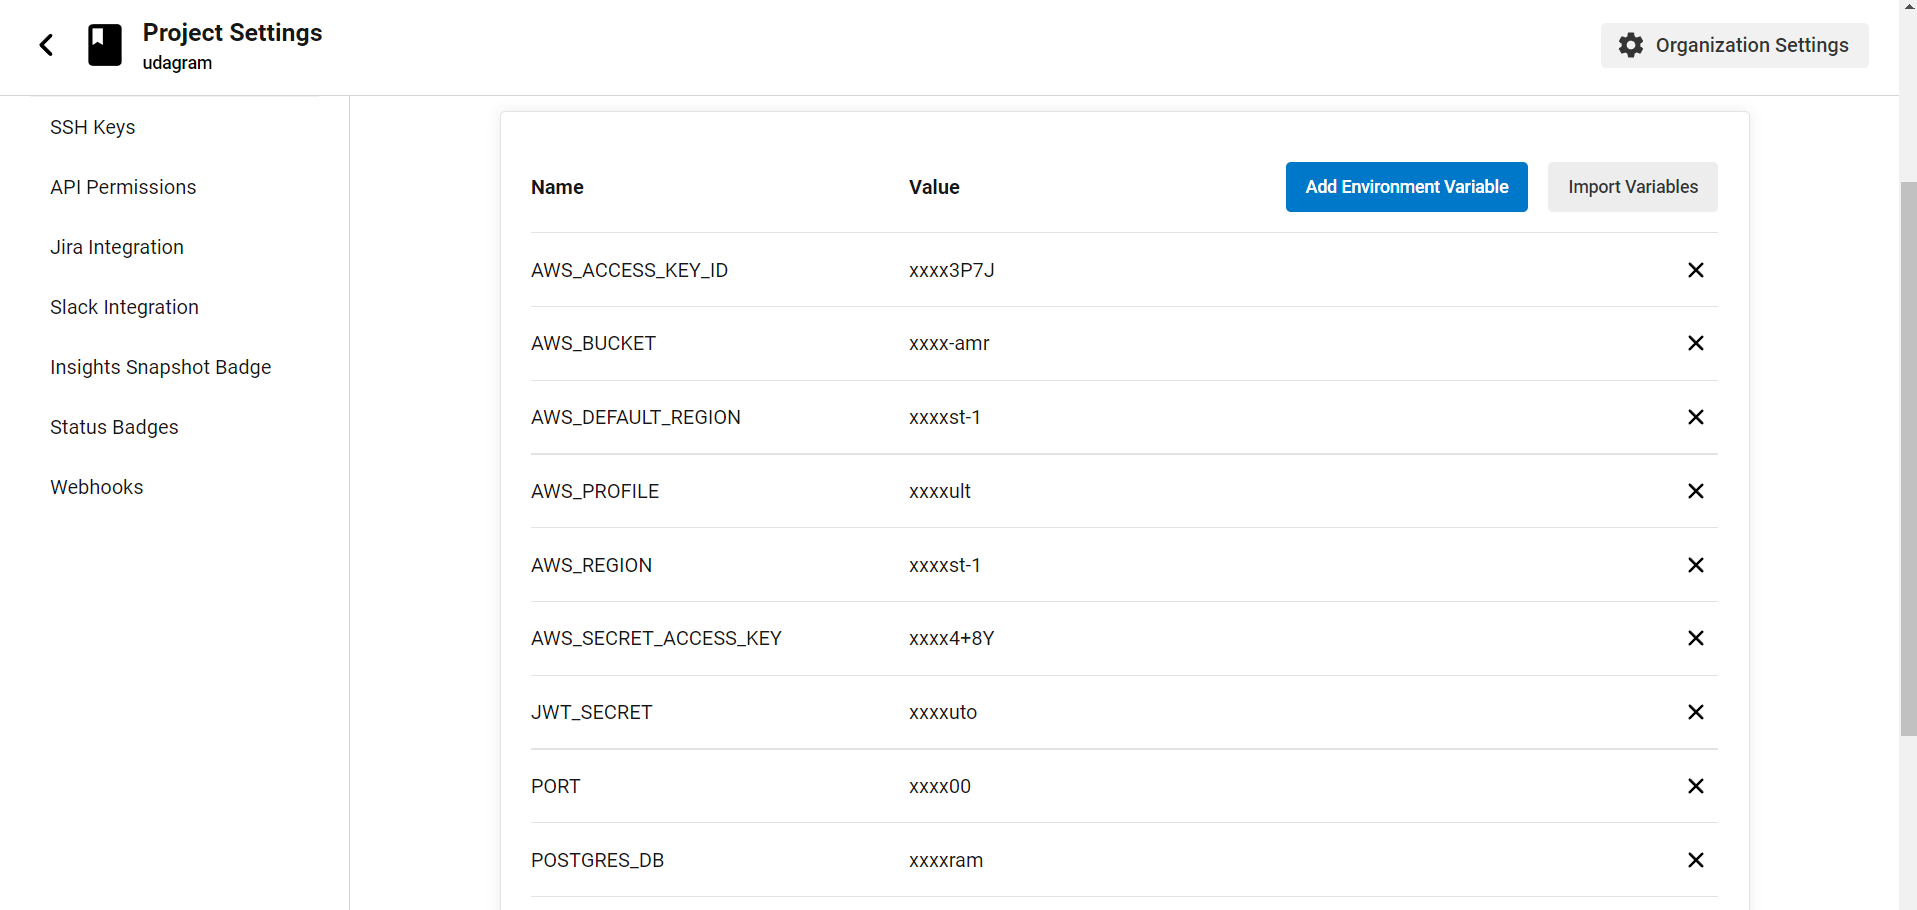 Project Settings
udagram
Organization Settings
SSH Keys
API Permissions
Jira Integration
Slack Integration
Insights Snapshot Badge
Status Badges
Webhooks
Name Value Add Environment Variable Import Variables
AWS_ACCESS_KEY_ID xxxx3P7J
AWS_BUCKET xxxx-amr
AWS_DEFAULT_REGION xxxxst-1
AWS_PROFILE xxxxult
AWS_REGION xxxxst-1
AWS_SECRET_ACCESS_KEY xxxx4+8Y
JWT_SECRET xxxxuto
PORT xxxx00
POSTGRES_DB xxxxram